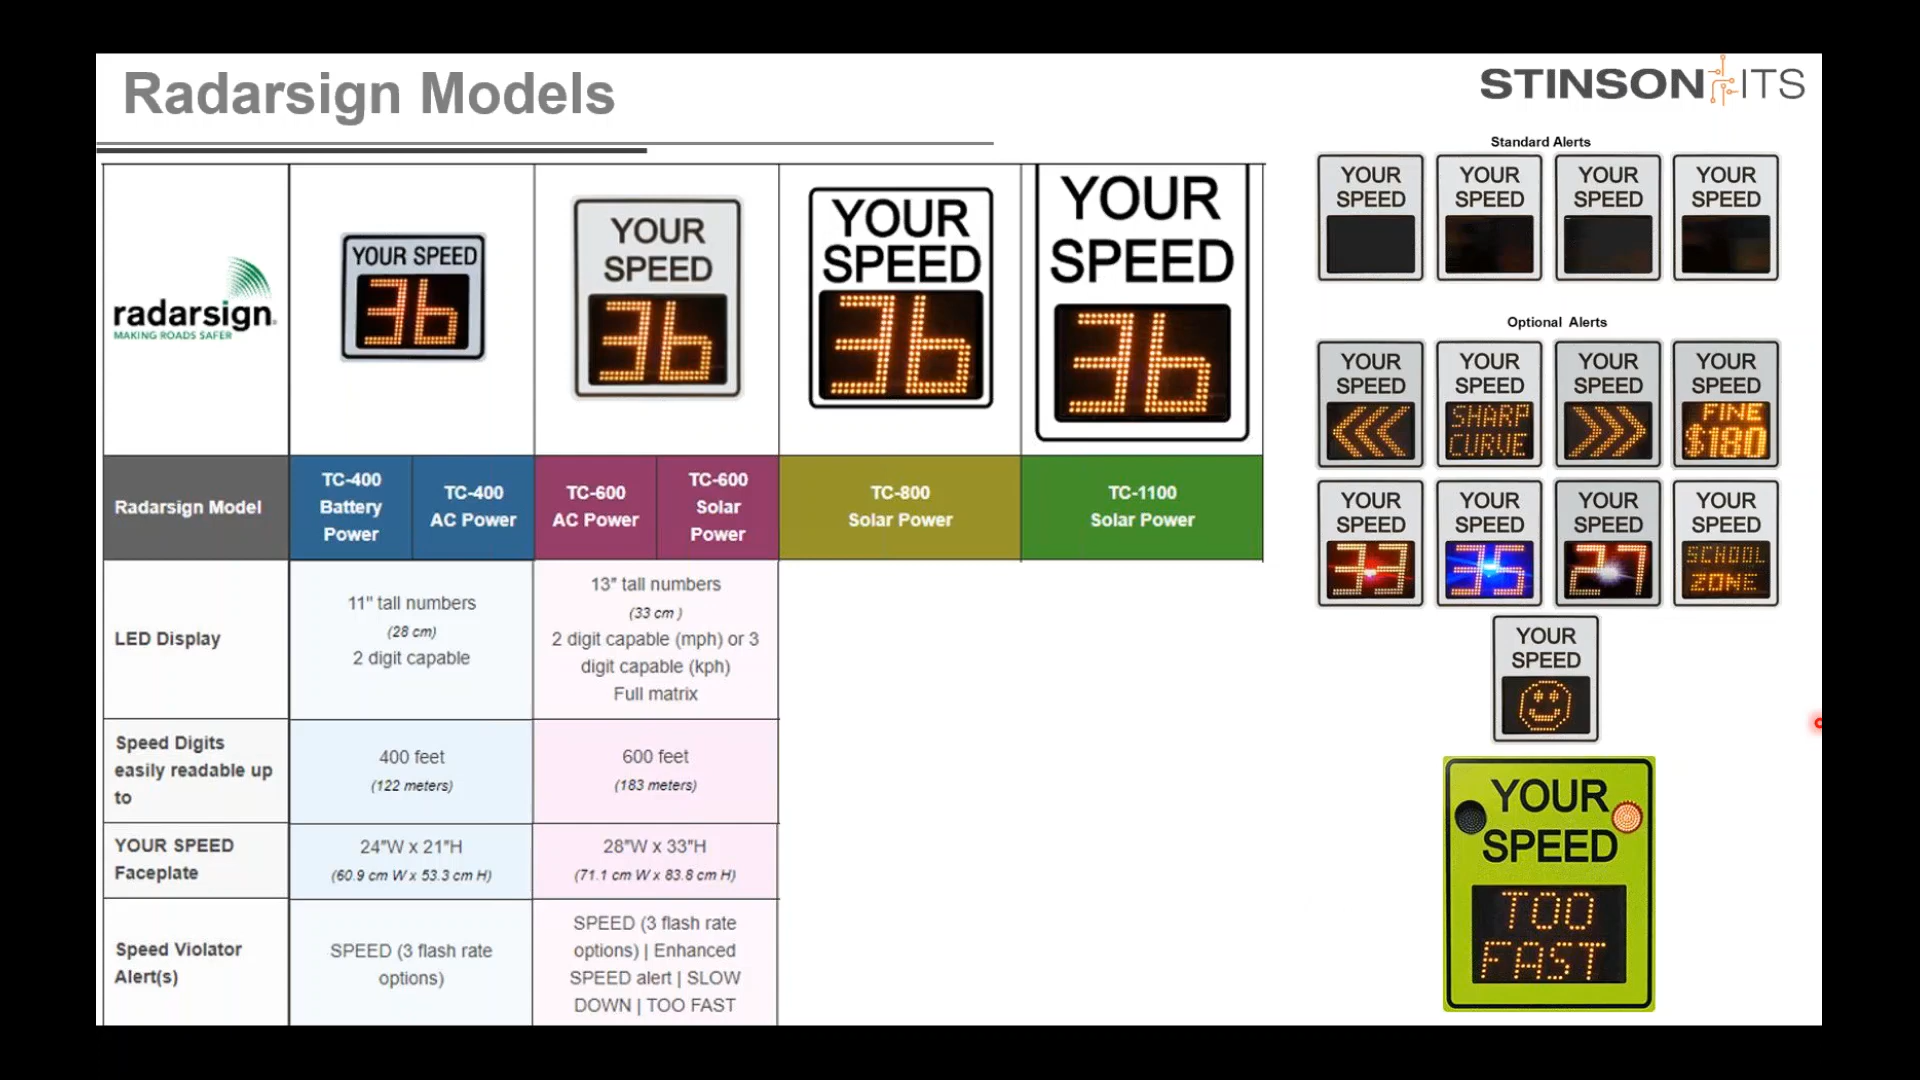 Radarsign Models
STINSON ITS
radarsign
MAKING ROADS SAFER
YOUR SPEED
36
YOUR
SPEED
36
YOUR
SPEED
36
YOUR
SPEED
36
Radarsign Model
TC-400
Battery
Power
TC-400
AC Power
TC-600
AC Power
TC-600
Solar
Power
TC-800
Solar Power
TC-1100
Solar Power
LED Display
11" tall numbers
(28 cm)
2 digit capable
13" tall numbers
(33 cm )
2 digit capable (mph) or 3
digit capable (kph)
Full matrix
Speed Digits
easily readable up
to
400 feet
(122 meters)
600 feet
(183 meters)
YOUR SPEED
Faceplate
24"W x 21"H
(60.9 cm W x 53.3 cm H)
28"W x 33"H
(71.1 cm W x 83.8 cm H)
Speed Violator
Alert(s)
SPEED (3 flash rate
options)
SPEED (3 flash rate
options) | Enhanced
SPEED alert | SLOW
DOWN | TOO FAST
Standard Alerts
YOUR
SPEED
YOUR
SPEED
YOUR
SPEED
YOUR
SPEED
Optional Alerts
YOUR
SPEED
YOUR
SPEED
SHARP
CURVE
YOUR
SPEED
YOUR
SPEED
FINE
$180
YOUR
SPEED
33
YOUR
SPEED
35
YOUR
SPEED
27
YOUR
SPEED
SCHOOL
ZONE
YOUR
SPEED
YOUR
SPEED
TOO
FAST